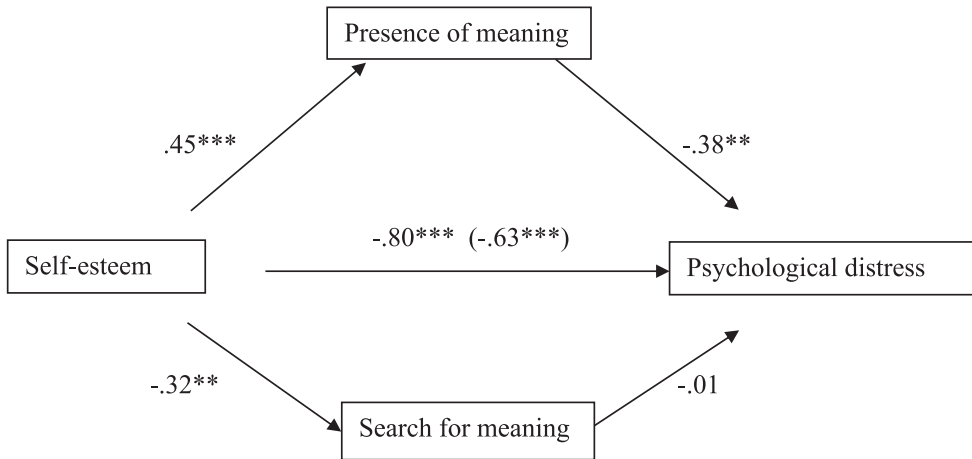 Presence of meaning
.45***
-.38**
-.80*** (-.63***)
Self-esteem
Psychological distress
-.32**
-.01
Search for meaning